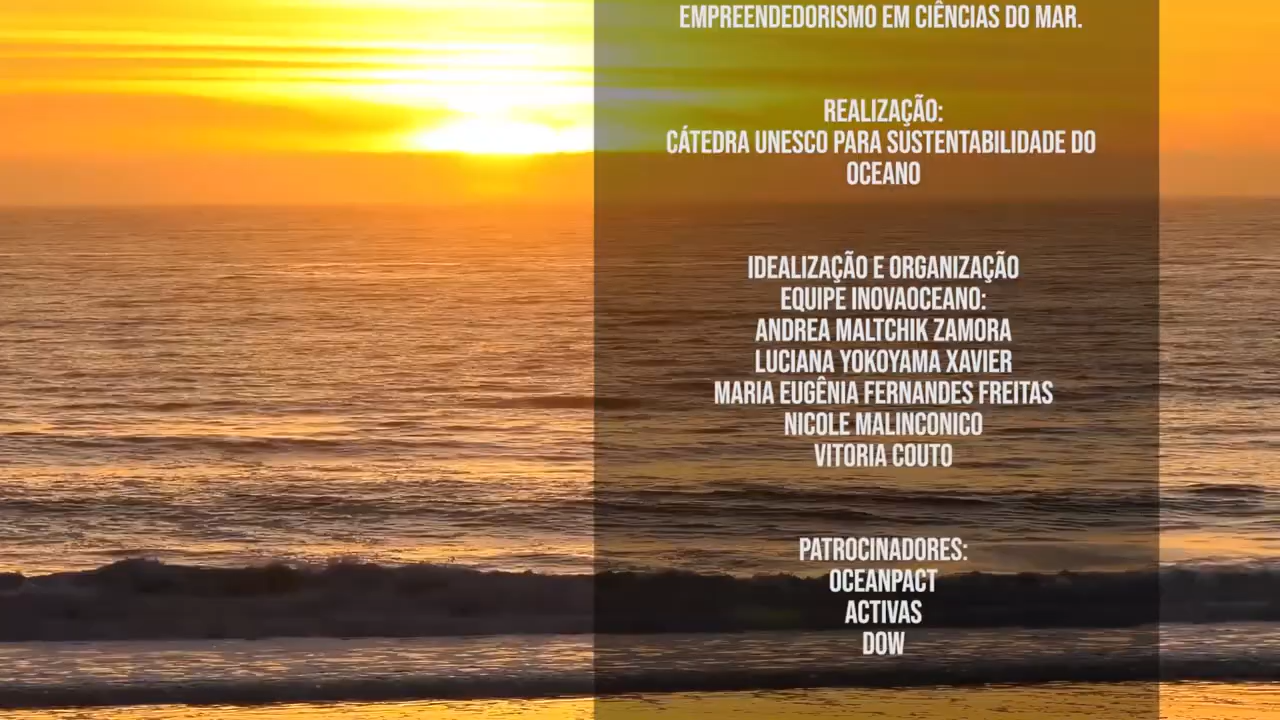 EMPREENDEDORISMO EM CIÊNCIAS DO MAR.
REALIZAÇÃO:
CÁTEDRA UNESCO PARA SUSTENTABILIDADE DO
OCEANO
IDEALIZAÇÃO E ORGANIZAÇÃO
EQUIPE INOVAOCEANO:
ANDREA MALTCHIK ZAMORA
LUCIANA YOKOYAMA XAVIER
MARIA EUGÊNIA FERNANDES FREITAS
NICOLE MALINCONICO
VITORIA COUTO
PATROCINADORES:
OCEANPACT
ACTIVAS
DOW